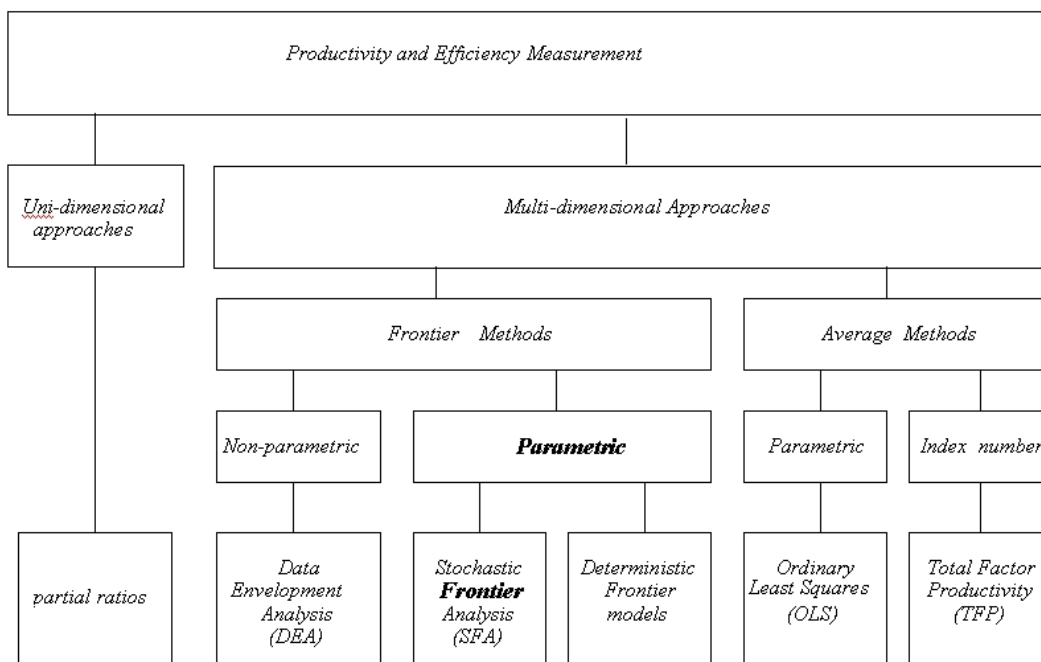 Productivity and Efficiency Measurement
Uni-dimensional
approaches
Multi-dimensional Approaches
Frontier Methods
Average Methods
Non-parametric
Parametric
Parametric
Index number
partial ratios
Data
Envelopment
Analysis
(DEA)
Stochastic
Frontier
Analysis
(SFA)
Deterministic
Frontier
models
Ordinary
Least Squares
(OLS)
Total Factor
Productivity
(TFP)